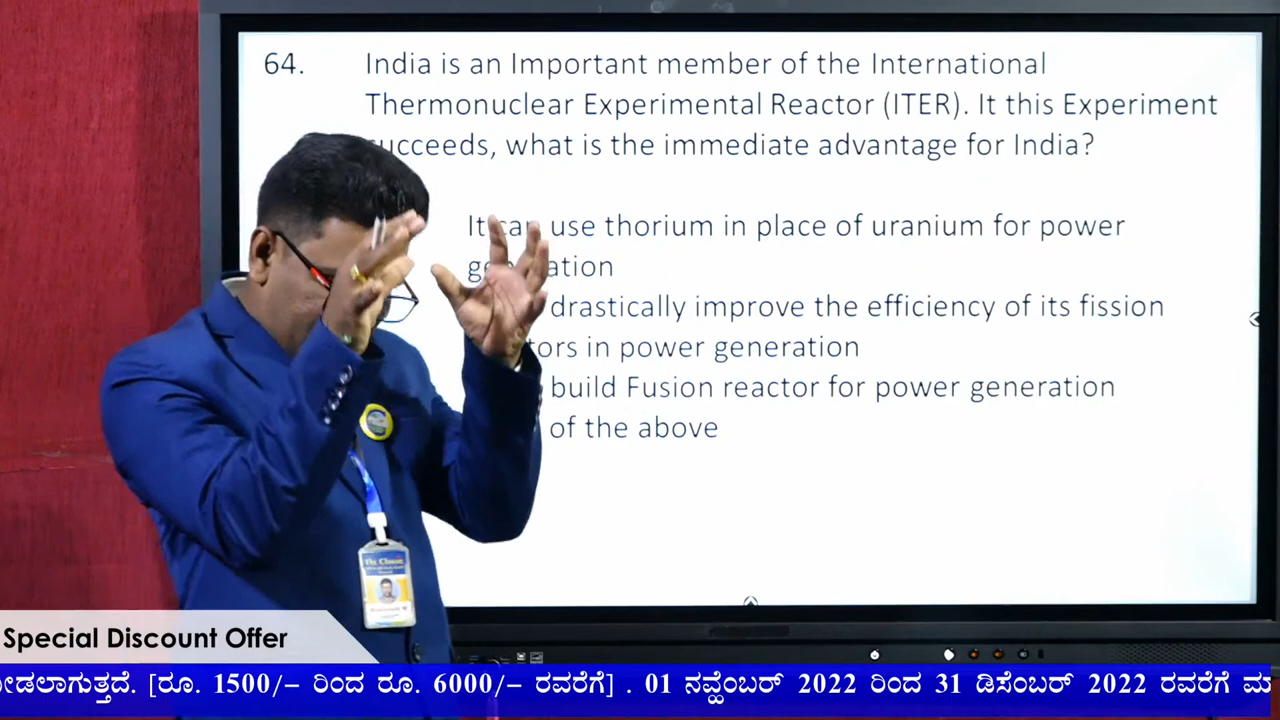 64. India is an Important member of the International
Thermonuclear Experimental Reactor (ITER). It this Experiment
succeeds, what is the immediate advantage for India?
It can use thorium in place of uranium for power
generation
drastically improve the efficiency of its fission
tors in power generation
build Fusion reactor for power generation
of the above
Special Discount Offer
ೀಡಲಾಗುತ್ತದೆ. [ರೂ. 1500/– ರಿಂದ ರೂ. 6000/– ರವರೆಗೆ] . 01 ನವ್ಹೆಂಬರ್ 2022 ರಿಂದ 31 ಡಿಸೆಂಬರ್ 2022 ರವರೆಗೆ ಮ